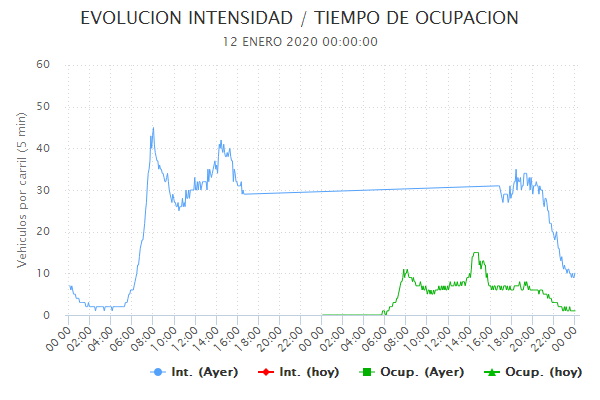 EVOLUCION INTENSIDAD / TIEMPO DE OCUPACION
12 ENERO 2020 00:00:00
Vehiculos por carril (5 min)
60
50
40
30
20
10
0
00:00 02:00 04:00 06:00 08:00 10:00 12:00 14:00 16:00 18:00 20:00 22:00 00:00 02:00 04:00 06:00 08:00 10:00 12:00 14:00 16:00 18:00 20:00 22:00 00:00
Int. (Ayer) Int. (hoy) Ocup. (Ayer) Ocup. (hoy)